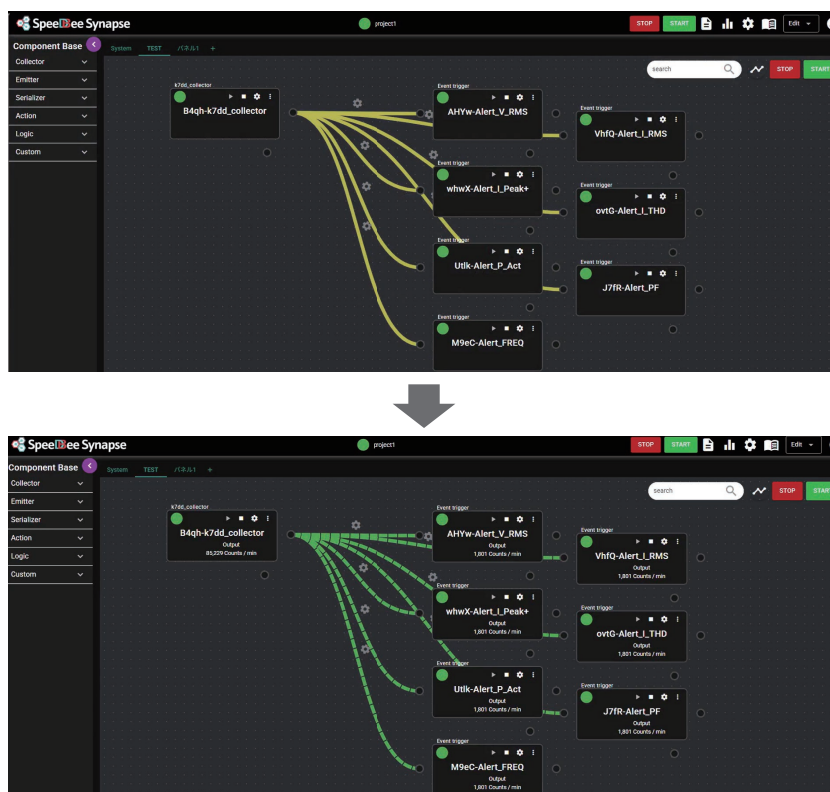 SpeeDBee Synapse
project1
STOP
START
Edit
Component Base
System
TEST
パネル1
+
Collector
Emitter
Serializer
Action
Logic
Custom
search
STOP
START
k7dd_collector
B4qh-k7dd_collector
Event trigger
AHYw-Alert_V_RMS
Event trigger
VhfQ-Alert_I_RMS
Event trigger
whwX-Alert_I_Peak+
Event trigger
ovtG-Alert_I_THD
Event trigger
Utlk-Alert_P_Act
Event trigger
J7fR-Alert_PF
Event trigger
M9eC-Alert_FREQ
SpeeDBee Synapse
project1
STOP
START
Edit
Component Base
System
TEST
パネル1
+
Collector
Emitter
Serializer
Action
Logic
Custom
search
STOP
START
k7dd_collector
B4qh-k7dd_collector
Output
85,229 Counts / min
Event trigger
AHYw-Alert_V_RMS
Output
1,801 Counts / min
Event trigger
VhfQ-Alert_I_RMS
Output
1,801 Counts / min
Event trigger
whwX-Alert_I_Peak+
Output
1,801 Counts / min
Event trigger
ovtG-Alert_I_THD
Output
1,801 Counts / min
Event trigger
Utlk-Alert_P_Act
Output
1,801 Counts / min
Event trigger
J7fR-Alert_PF
Output
1,801 Counts / min
Event trigger
M9eC-Alert_FREQ
Output
1,801 Counts / min